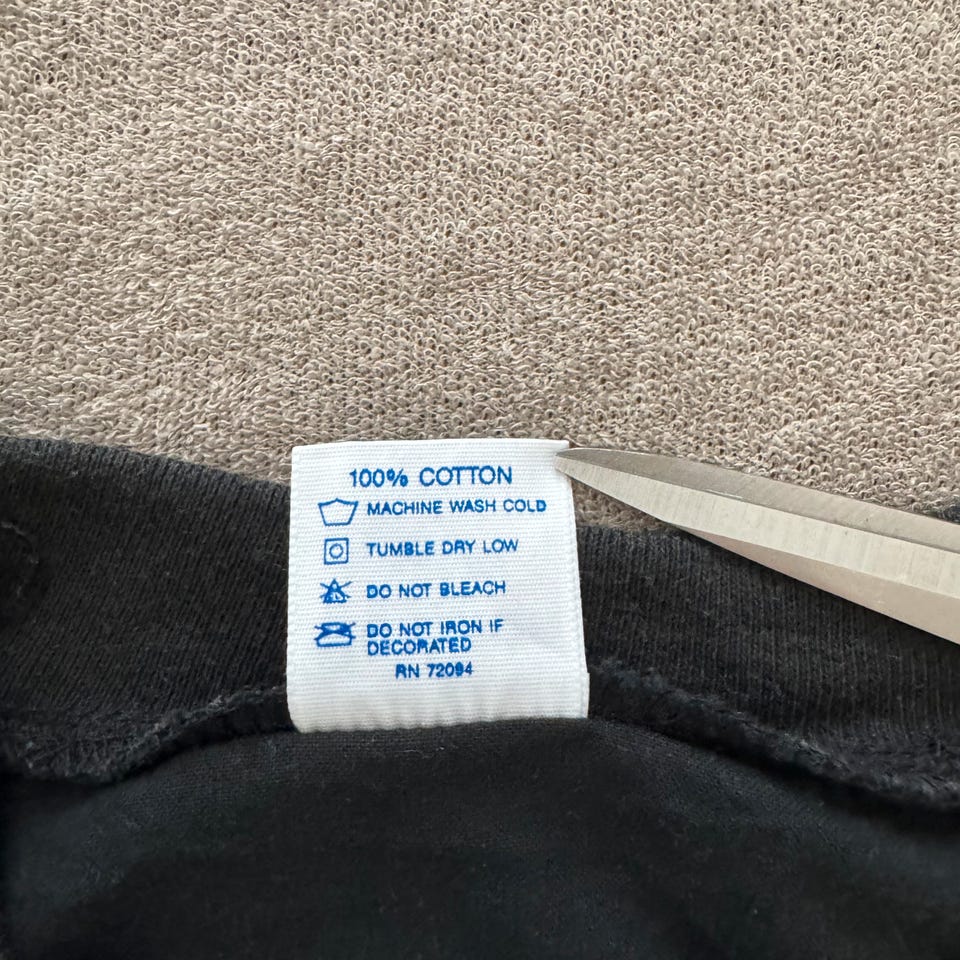 100% COTTON
MACHINE WASH COLD
TUMBLE DRY LOW
DO NOT BLEACH
DO NOT IRON IF
DECORATED
RN 72094